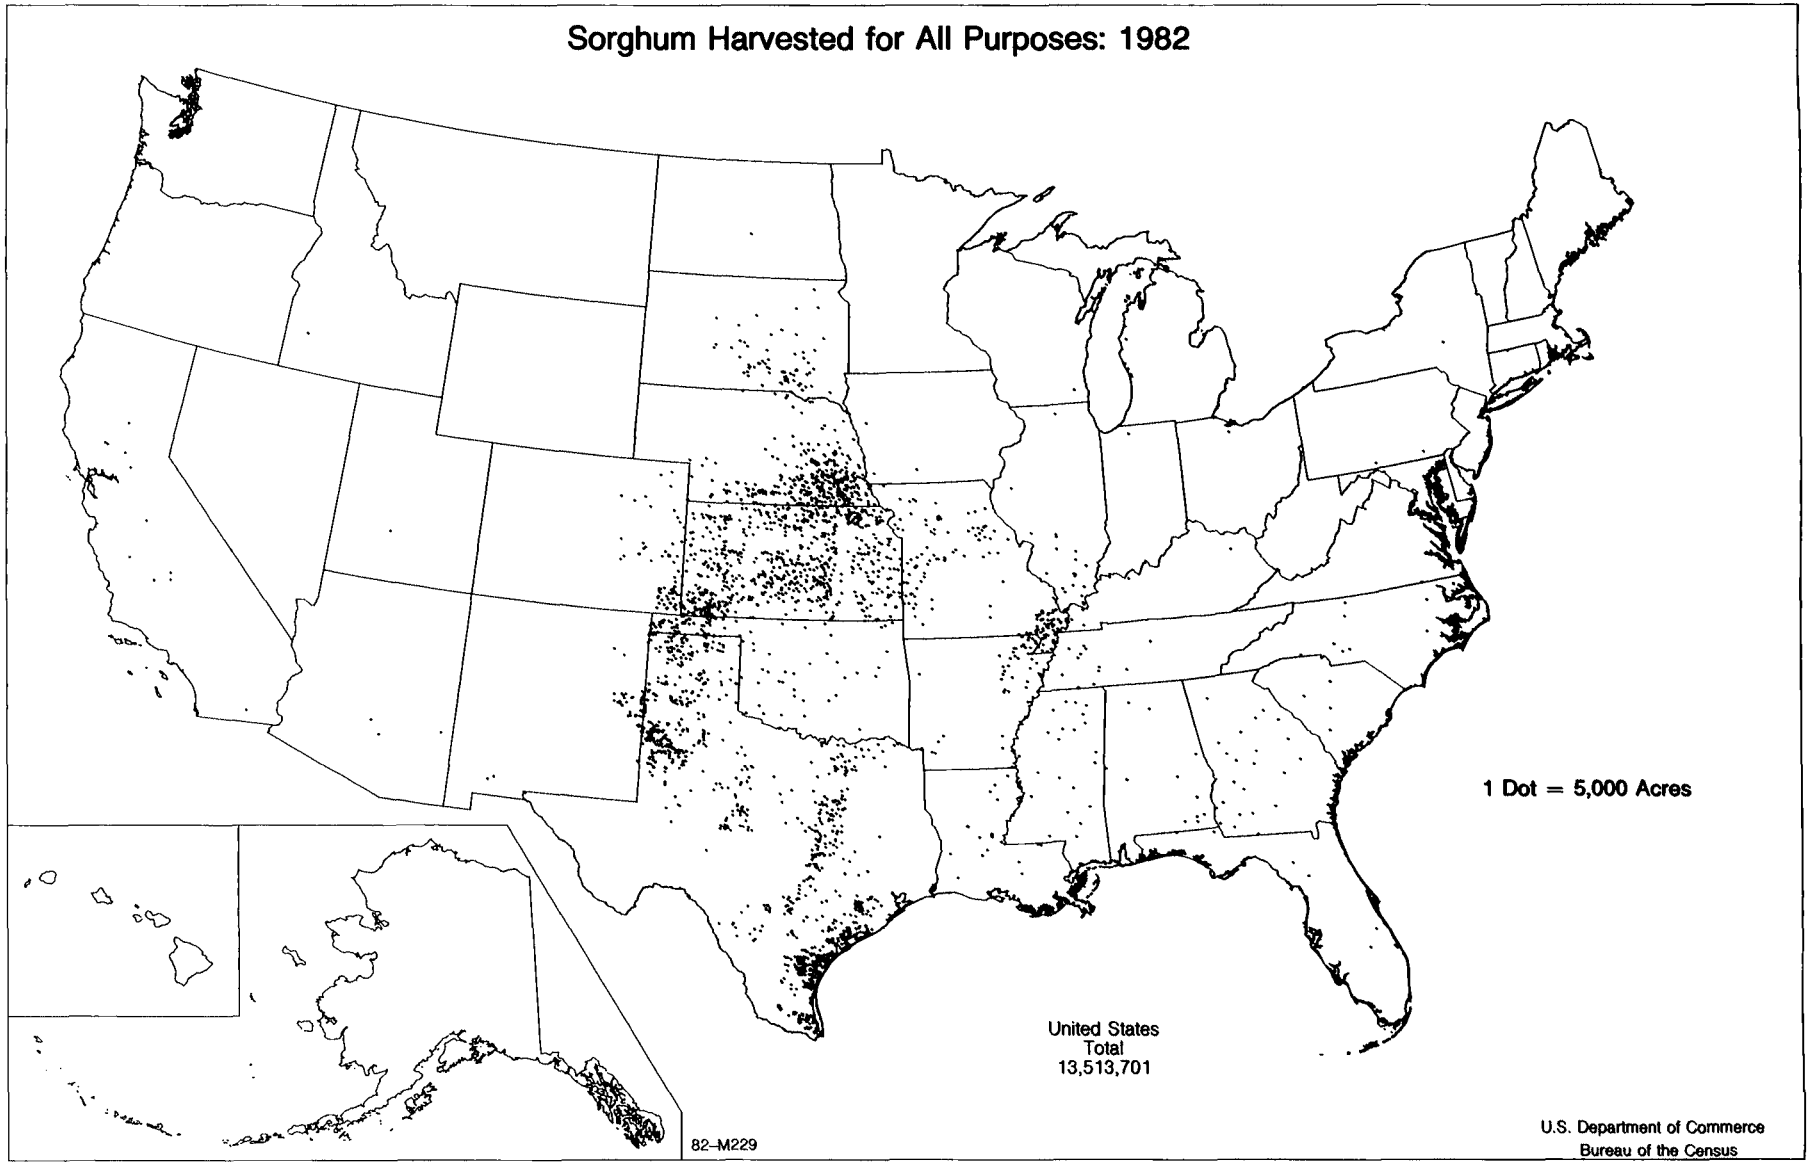 Sorghum Harvested for All Purposes: 1982
1 Dot = 5,000 Acres
United States
Total
13,513,701
82-M229
U.S. Department of Commerce
Bureau of the Census